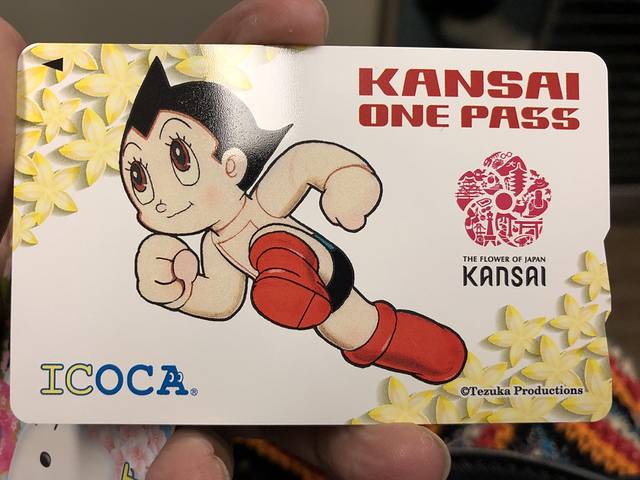 KANSAI
ONE PASS
THE FLOWER OF JAPAN
KANSAI
ICOCA®
©Tezuka Productions